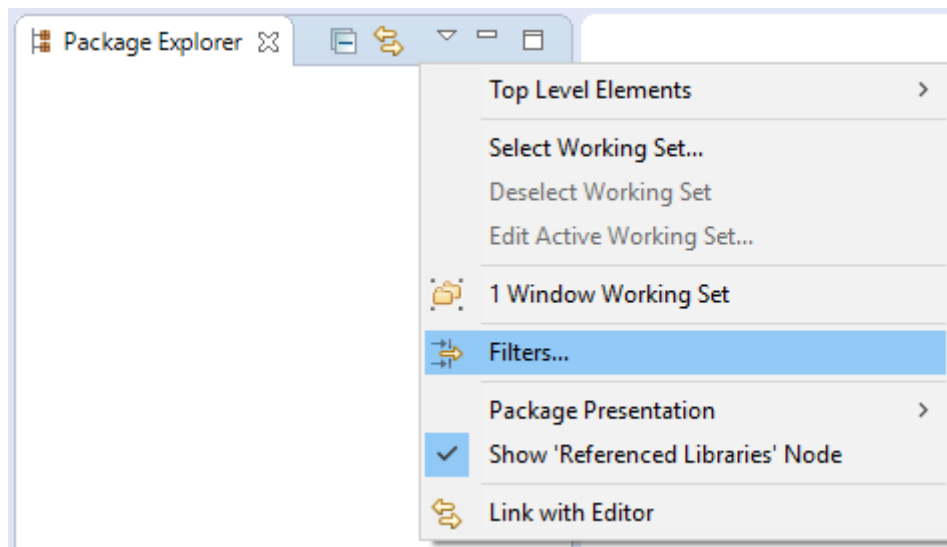 Package Explorer
Top Level Elements
Select Working Set...
Deselect Working Set
Edit Active Working Set...
1 Window Working Set
Filters...
Package Presentation
Show 'Referenced Libraries' Node
Link with Editor